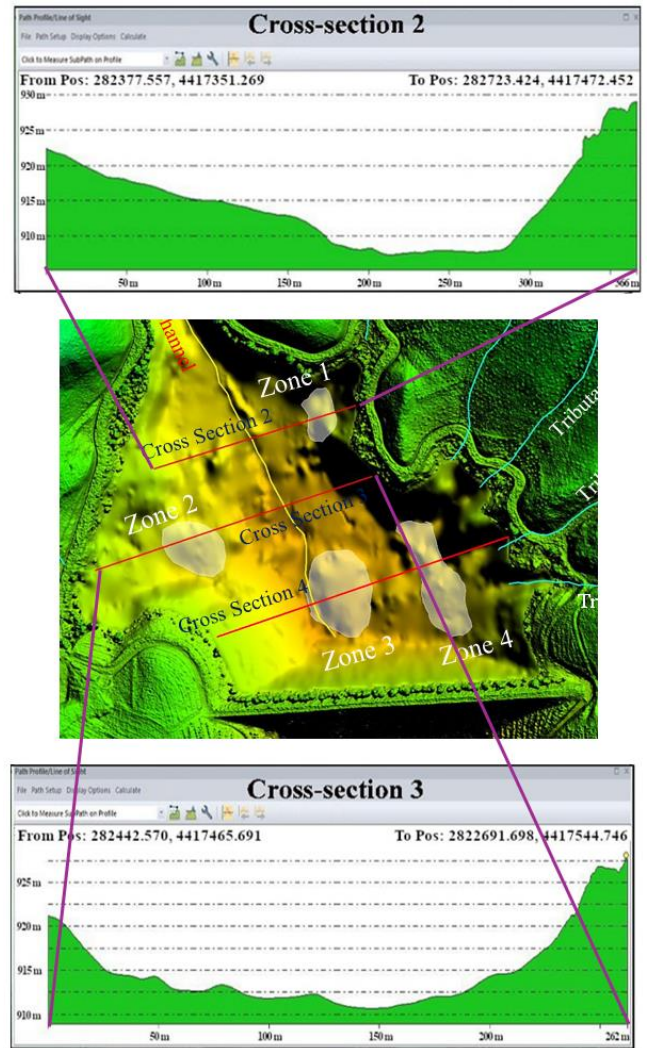 Path Profile/Line of Sight
Cross-section 2
File Path Setup Display Options Calculate
Click to Measure SubPath on Profile
From Pos: 282377.557, 4417351.269 To Pos: 282723.424, 4417472.452
930 m
925 m
920 m
915 m
910 m
50 m 100 m 150 m 200 m 250 m 300 m 366 m
hannel
Zone 1
Cross Section 2
Tributa
Zone 2
Cross Section 3
Trib
Cross Section 4
Tr
Zone 3
Zone 4
Path Profile/Line of Sight
Cross-section 3
File Path Setup Display Options Calculate
Click to Measure SubPath on Profile
From Pos: 282442.570, 4417465.691 To Pos: 2822691.698, 4417544.746
925 m
920 m
915 m
910 m
50 m 100 m 150 m 200 m 262 m